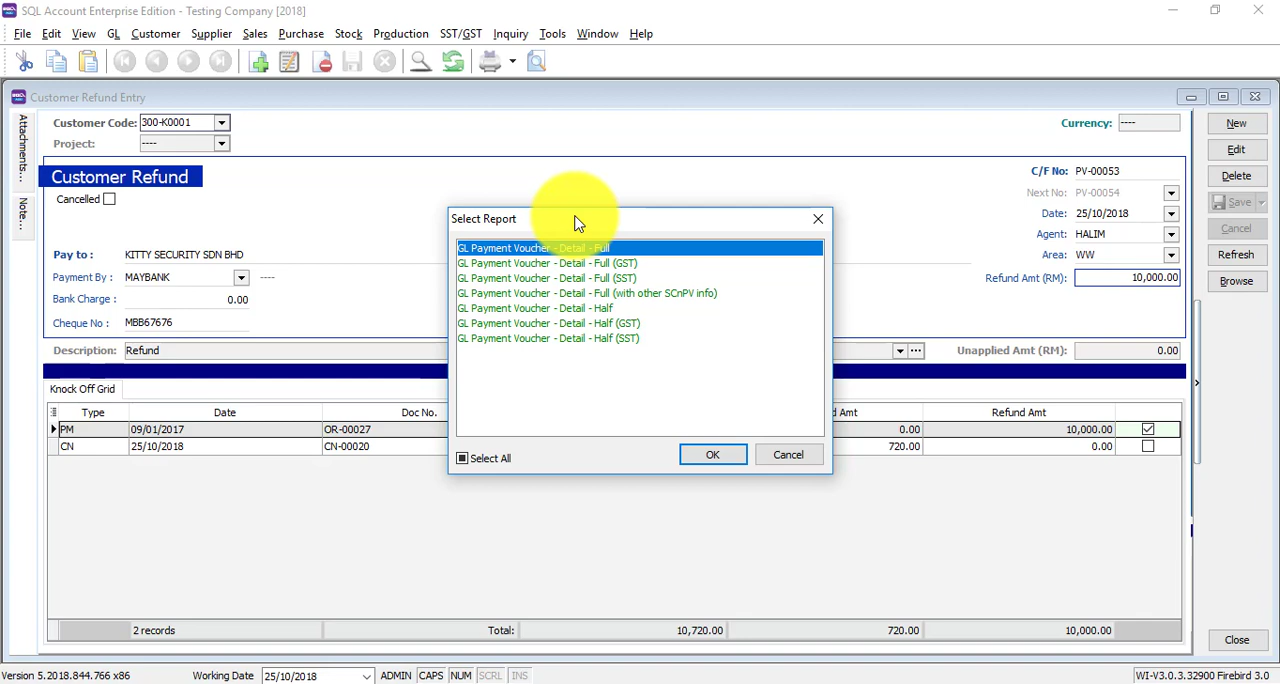 SQL Account Enterprise Edition - Testing Company [2018]
File Edit View GL Customer Supplier Sales Purchase Stock Production SST/GST Inquiry Tools Window Help
Customer Refund Entry
Attachments...
Note...
Customer Code: 300-K0001
Currency: ----
Project: ----
Customer Refund
Cancelled
C/F No: PV-00053
Next No: PV-00054
Date: 25/10/2018
Agent: HALIM
Area: WW
Refund Amt (RM): 10,000.00
Pay to : KITTY SECURITY SDN BHD
Payment By : MAYBANK ----
Bank Charge : 0.00
Cheque No : MBB67676
Description: Refund
Unapplied Amt (RM): 0.00
Knock Off Grid
Type Date Doc No. d Amt Refund Amt
PM 09/01/2017 OR-00027 0.00 10,000.00
CN 25/10/2018 CN-00020 720.00 0.00
2 records Total: 10,720.00 720.00 10,000.00
Select Report
GL Payment Voucher - Detail - Full
GL Payment Voucher - Detail - Full (GST)
GL Payment Voucher - Detail - Full (SST)
GL Payment Voucher - Detail - Full (with other SCnPV info)
GL Payment Voucher - Detail - Half
GL Payment Voucher - Detail - Half (GST)
GL Payment Voucher - Detail - Half (SST)
Select All
OK
Cancel
New
Edit
Delete
Save
Cancel
Refresh
Browse
Close
Version 5.2018.844.766 x86 Working Date 25/10/2018 ADMIN CAPS NUM SCRL INS WI-V3.0.3.32900 Firebird 3.0